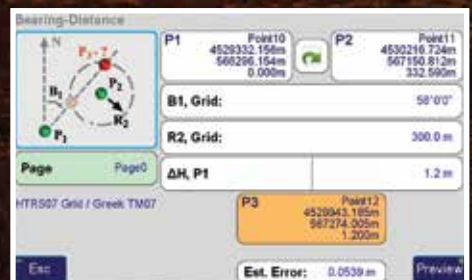 Bearing-Distance
N
P₃=?
B₁
P₂
R₂
P₁
P1 Point10
4529332.156m
566296.154m
0.000m
P2 Point11
4530216.724m
567150.812m
332.590m
B1, Grid: 58°0'0"
R2, Grid: 300.0 m
ΔH, P1 1.2 m
Page Page0
HTRS07 Grid / Greek TM07
P3 Point12
4529943.185m
567274.005m
1.200m
Esc
Est. Error: 0.0539 m
Preview